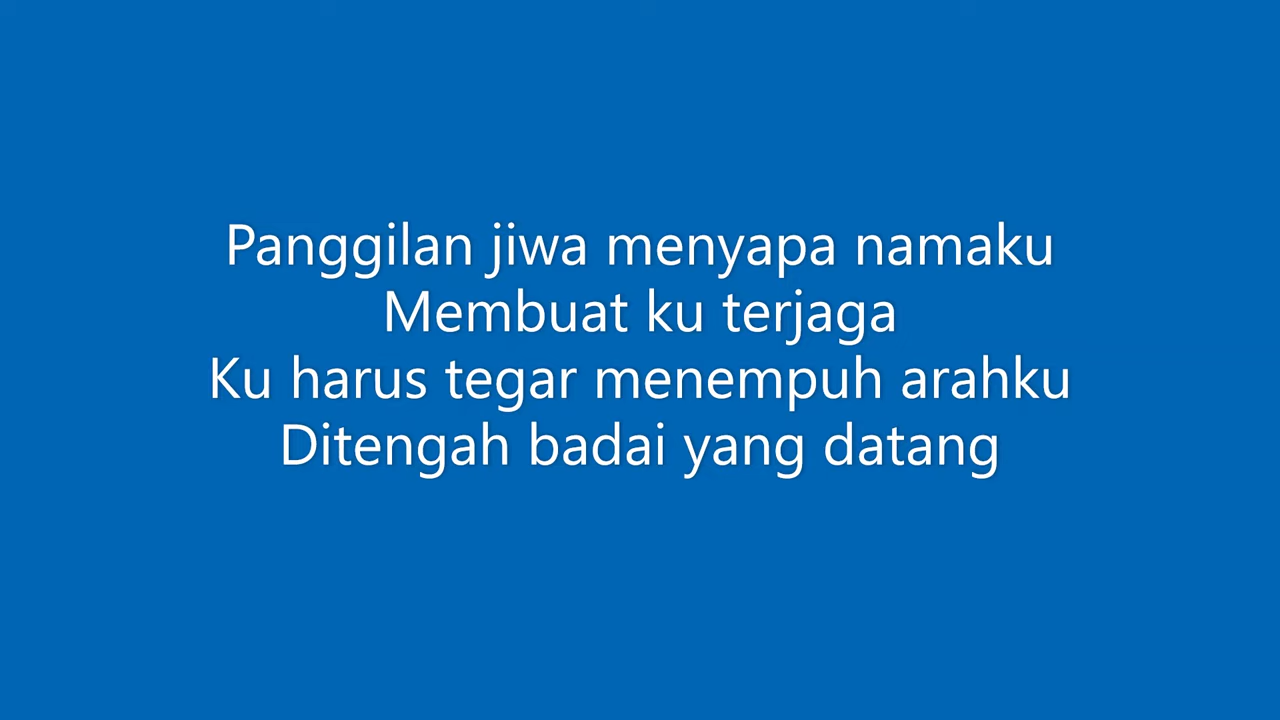 Panggilan jiwa menyapa namaku
Membuat ku terjaga
Ku harus tegar menempuh arahku
Ditengah badai yang datang